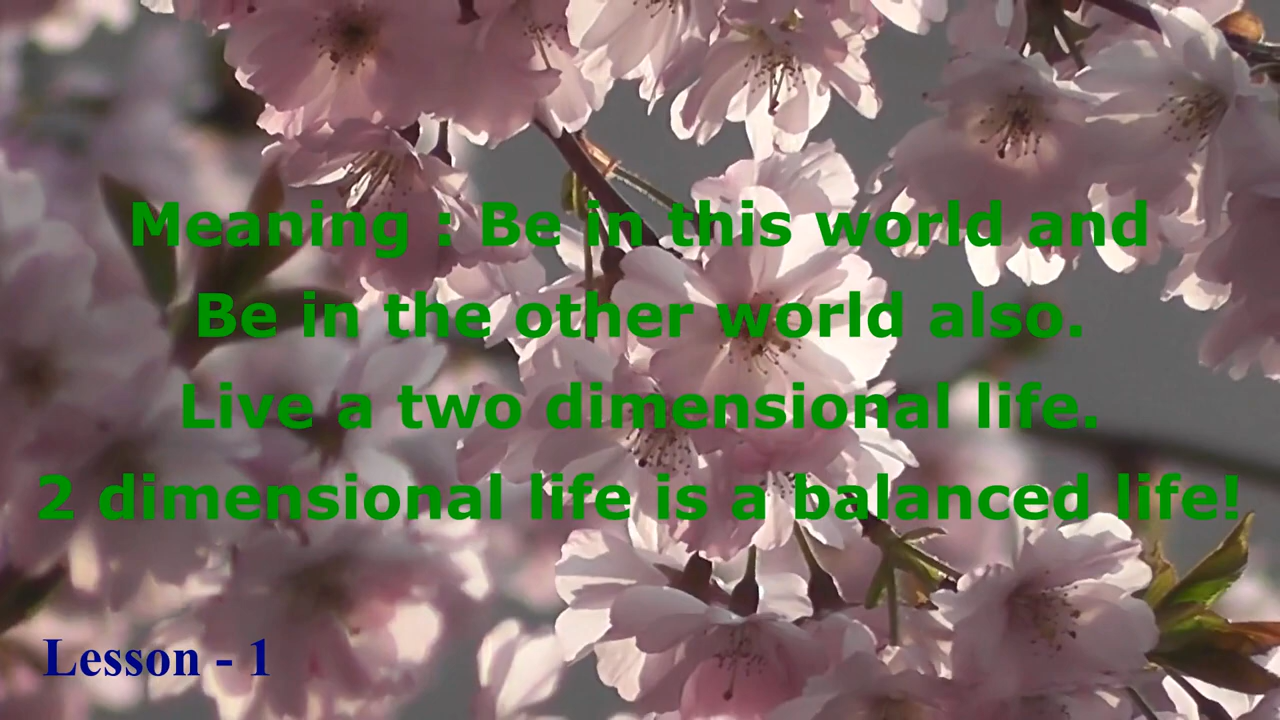 Meaning : Be in this world and
Be in the other world also.
Live a two dimensional life.
2 dimensional life is a balanced life!
Lesson - 1